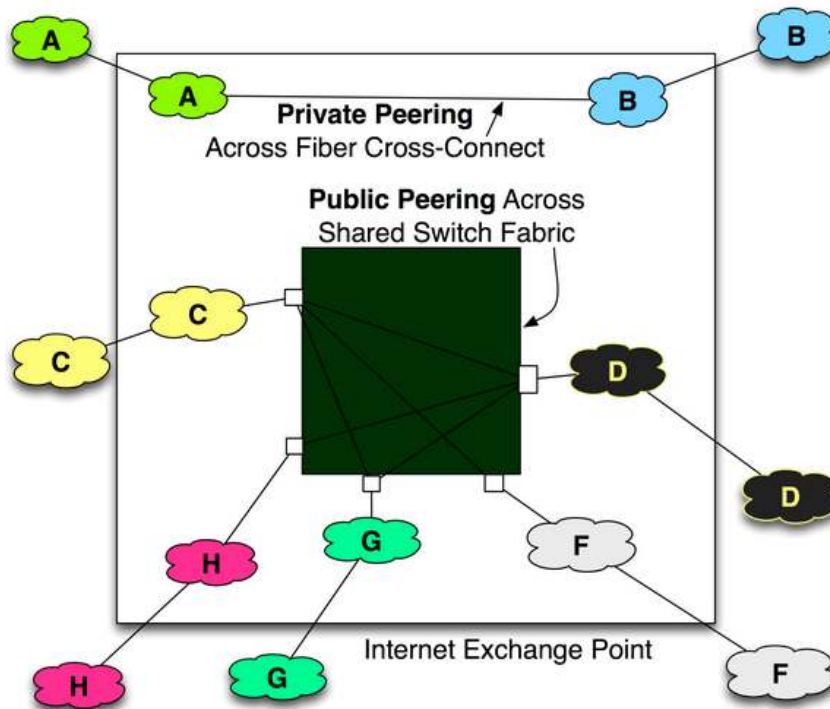 A
B
A
B
Private Peering
Across Fiber Cross-Connect
Public Peering Across
Shared Switch Fabric
C
C
D
D
H
G
F
Internet Exchange Point
H
G
F